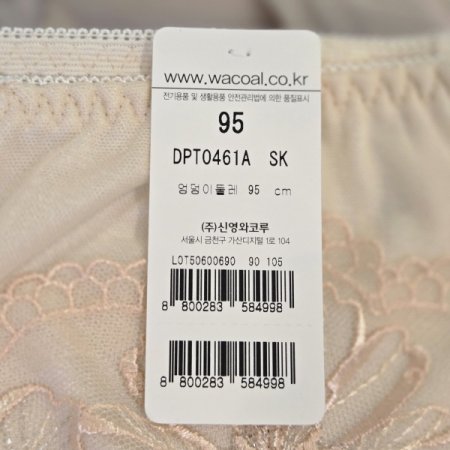 www.wacoal.co.kr
전기용품 및 생활용품 안전관리법에 의한 품질표시
95
DPT0461A SK
엉덩이둘레 95 cm
(주)신영와코루
서울시 금천구 가산디지털 1로 104
LOT50600690 90 105
8 800283 584998
8 800283 584998